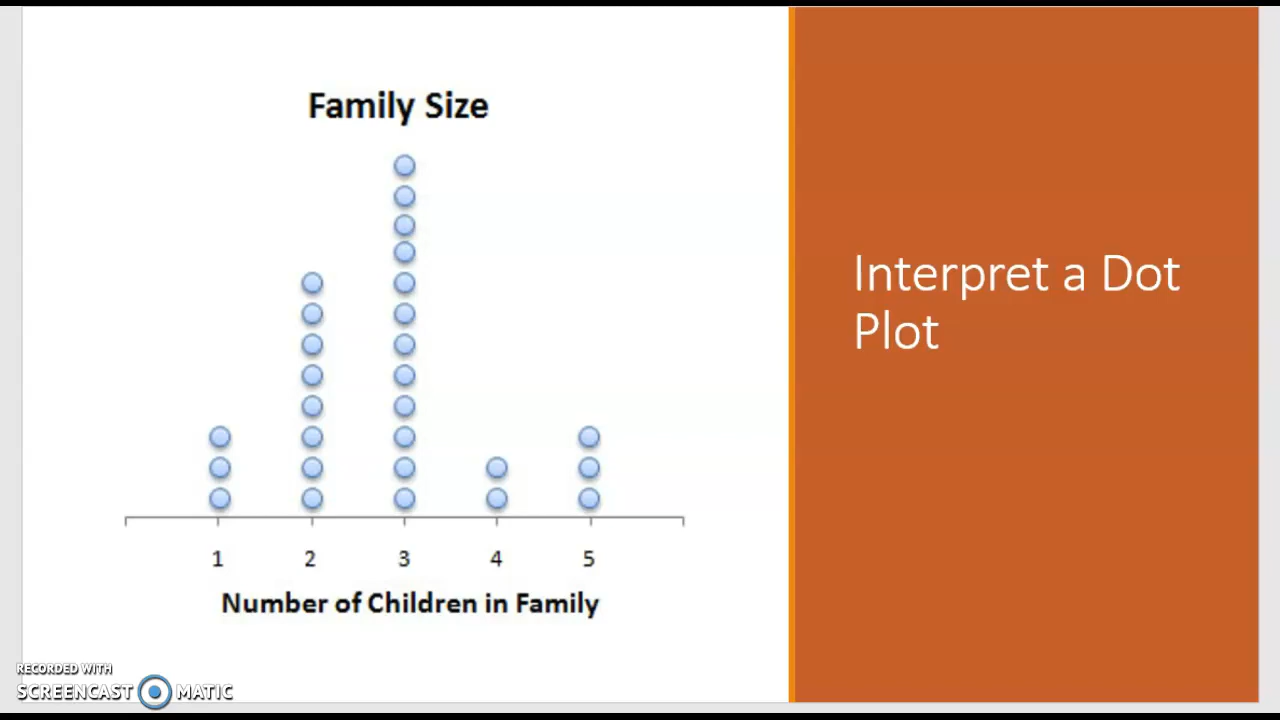 Family Size
1 2 3 4 5
Number of Children in Family
Interpret a Dot
Plot
RECORDED WITH
SCREENCAST MATIC